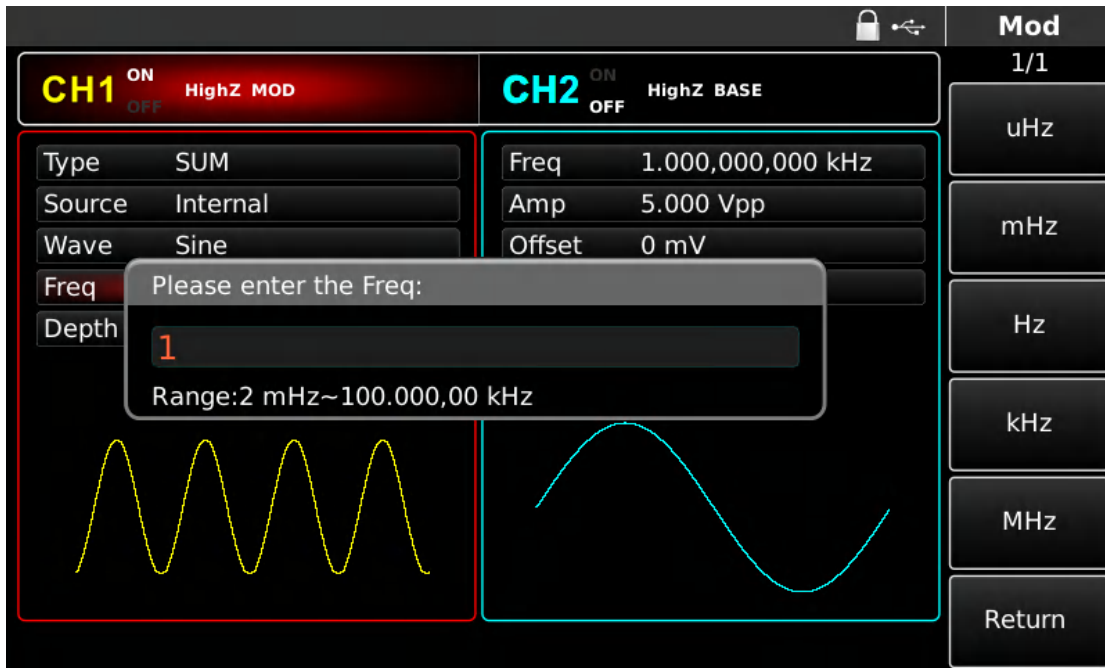 Mod
1/1
CH1 ON OFF HighZ MOD
CH2 ON OFF HighZ BASE
Type SUM
Source Internal
Wave Sine
Freq
Depth
Freq 1.000,000,000 kHz
Amp 5.000 Vpp
Offset 0 mV
Please enter the Freq:
1
Range:2 mHz~100.000,00 kHz
uHz
mHz
Hz
kHz
MHz
Return